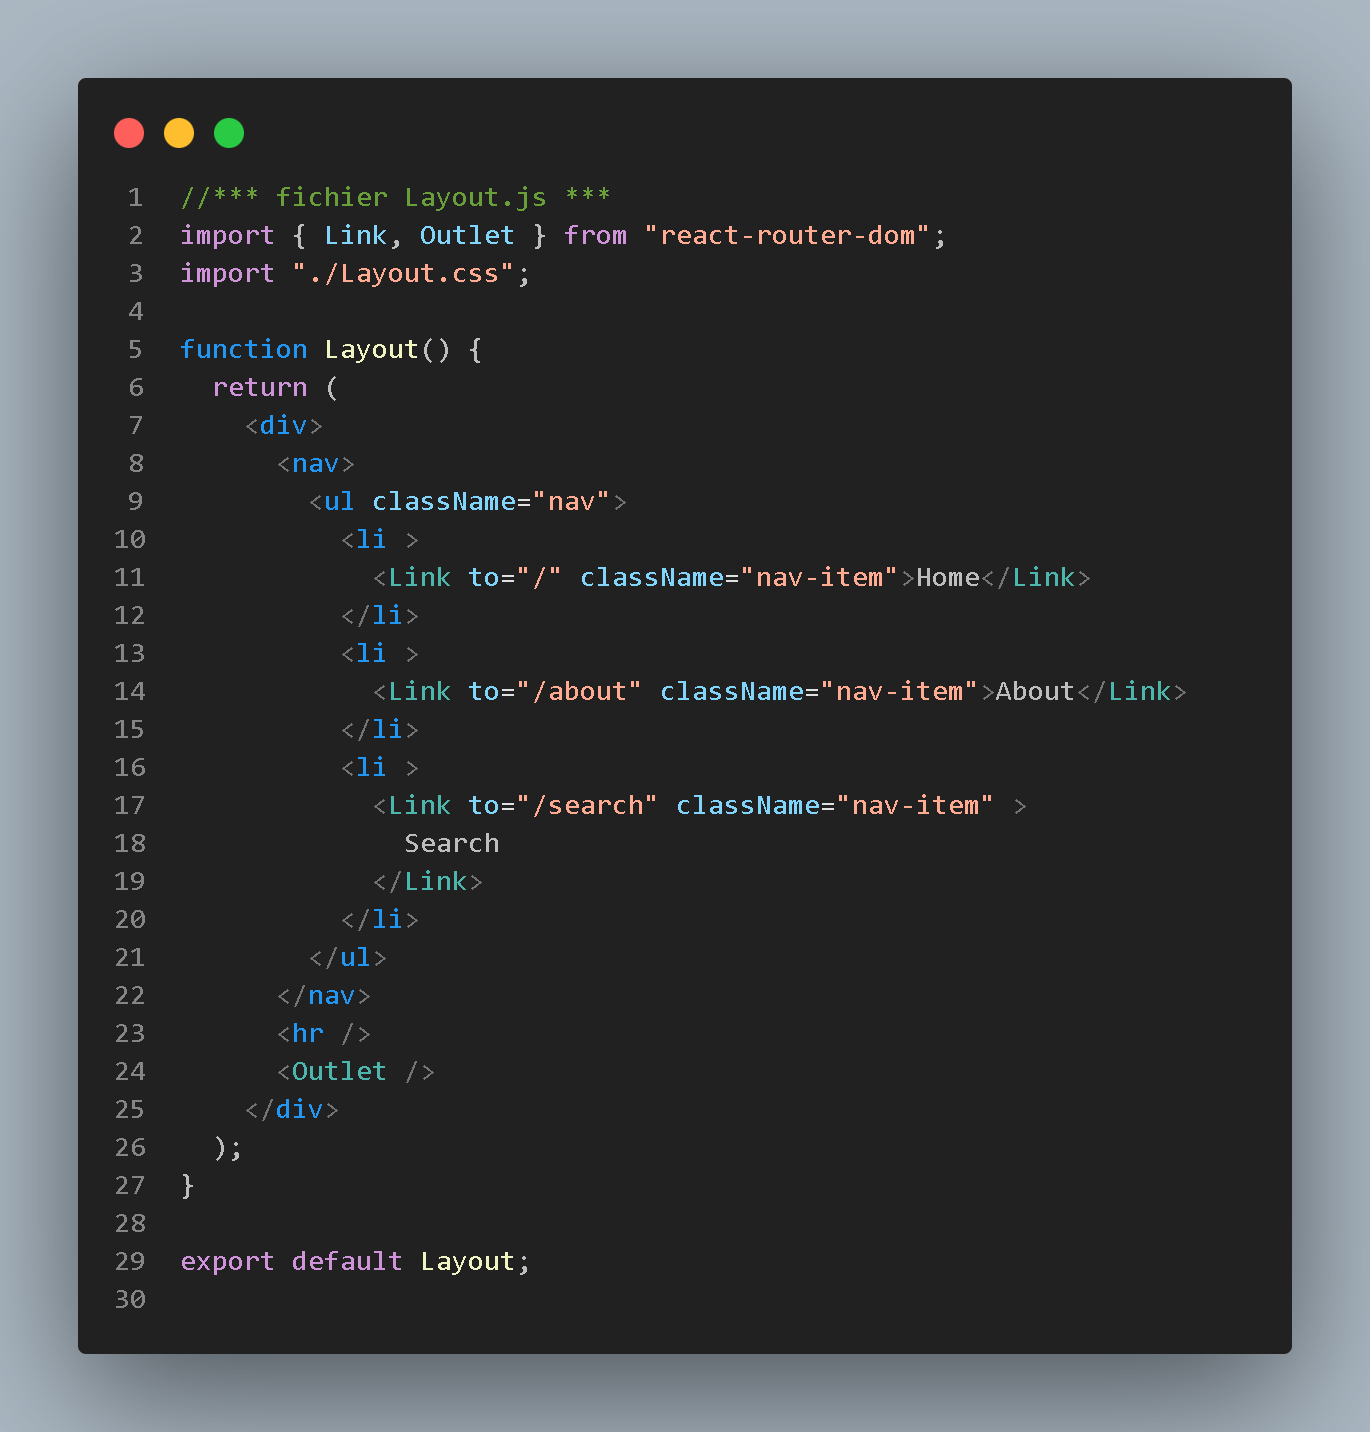 1 //*** fichier Layout.js ***
2 import { Link, Outlet } from "react-router-dom";
3 import "./Layout.css";
4
5 function Layout() {
6   return (
7     <div>
8       <nav>
9         <ul className="nav">
10           <li >
11             <Link to="/" className="nav-item">Home</Link>
12           </li>
13           <li >
14             <Link to="/about" className="nav-item">About</Link>
15           </li>
16           <li >
17             <Link to="/search" className="nav-item" >
18               Search
19             </Link>
20           </li>
21         </ul>
22       </nav>
23       <hr />
24       <Outlet />
25     </div>
26   );
27 }
28
29 export default Layout;
30